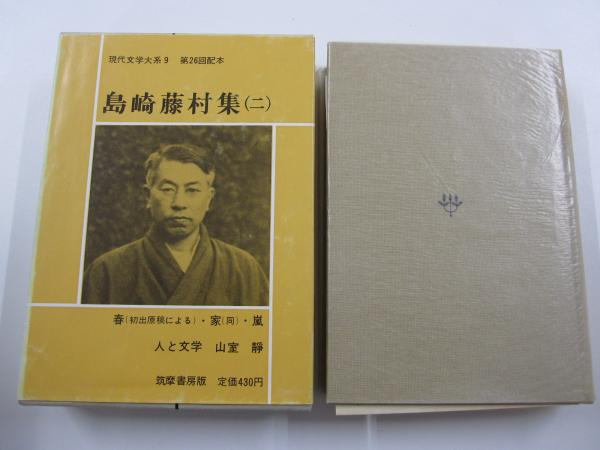 現代文学大系9 第26回配本
島崎藤村集(二)
春(初出原稿による)・家(同)・嵐
人と文学 山室 靜
筑摩書房版 定価430円